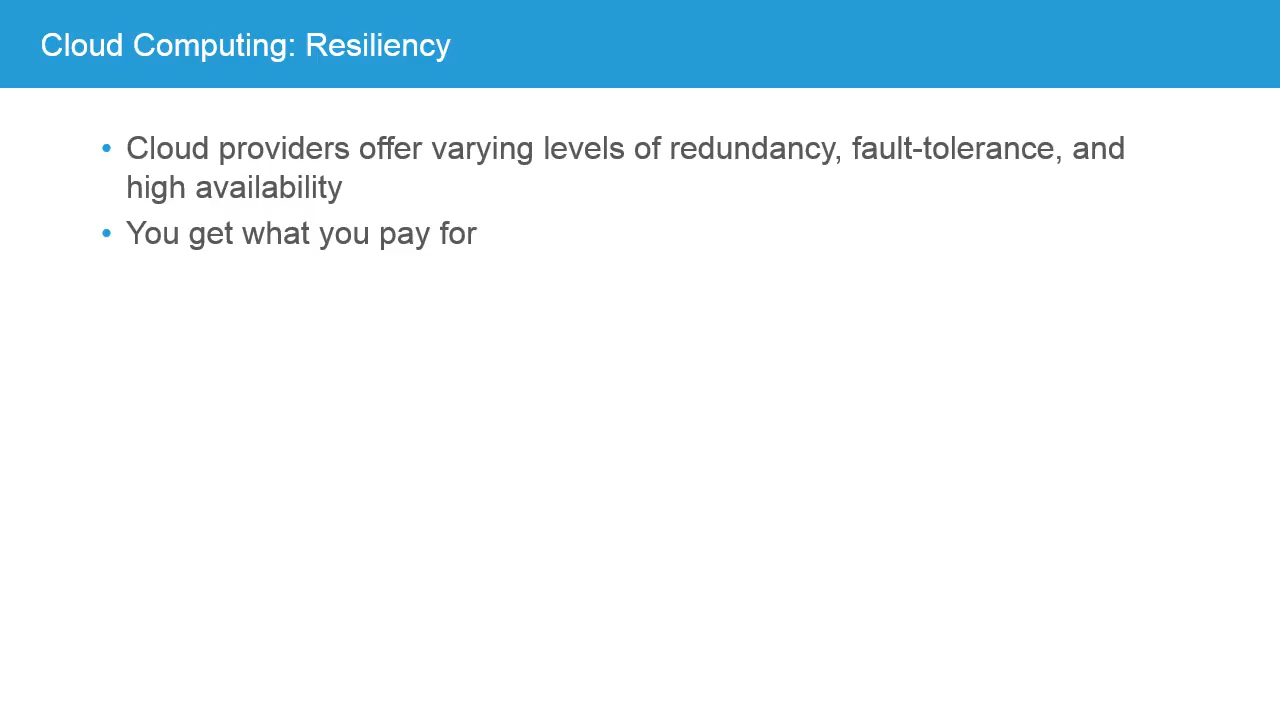 Cloud Computing: Resiliency
• Cloud providers offer varying levels of redundancy, fault-tolerance, and
high availability
• You get what you pay for